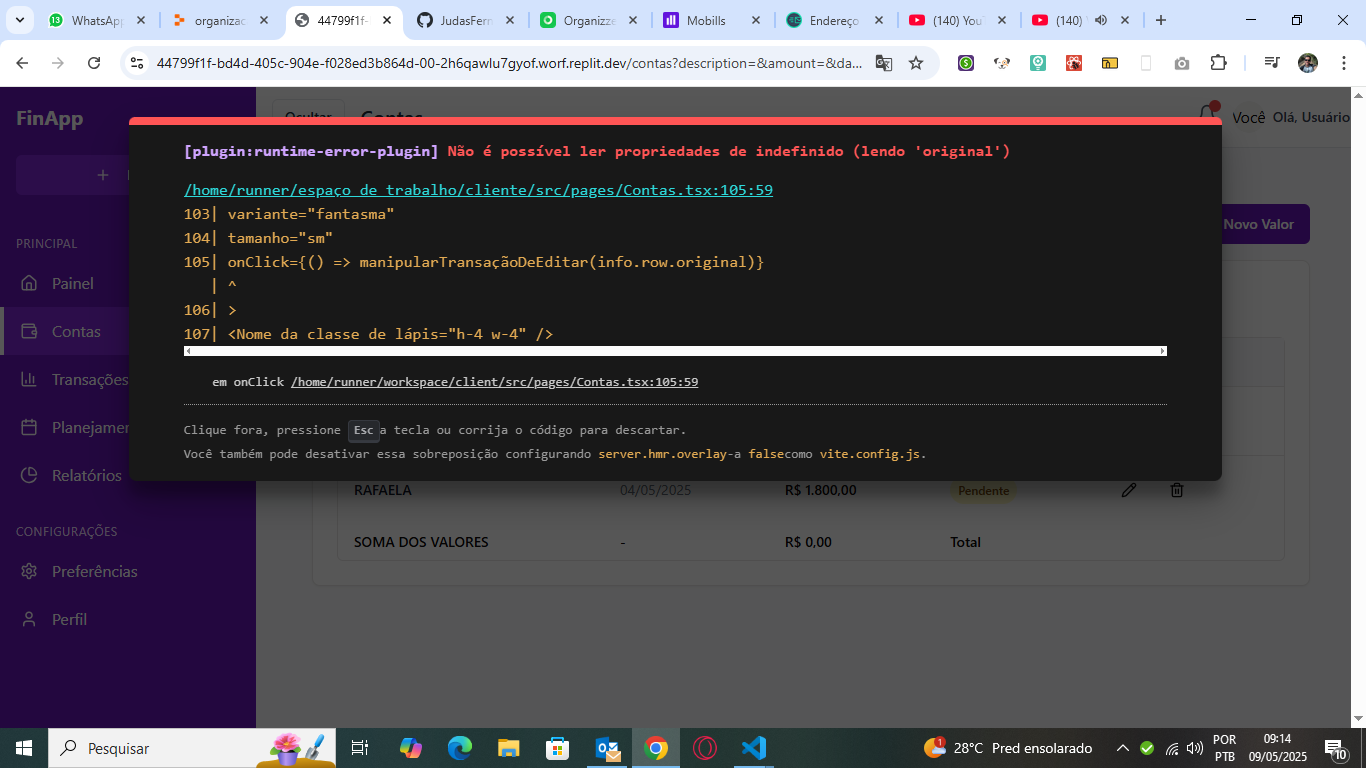 WhatsApp
organizac
44799f1f-
JudasFern
Organizze
Mobills
Endereço
(140) You
(140)
44799f1f-bd4d-405c-904e-f028ed3b864d-00-2h6qawlu7gyof.worf.replit.dev/contas?description=&amount=&da...
FinApp
Ocultar
Contas
Você Olá, Usuário
Novo Valor
PRINCIPAL
Painel
Contas
Transações
Planejamen
Relatórios
CONFIGURAÇÕES
Preferências
Perfil
[plugin:runtime-error-plugin] Não é possível ler propriedades de indefinido (lendo 'original')
/home/runner/espaço de trabalho/cliente/src/pages/Contas.tsx:105:59
103| variante="fantasma"
104| tamanho="sm"
105| onClick={() => manipularTransaçãoDeEditar(info.row.original)}
| ^
106| >
107| <Nome da classe de lápis="h-4 w-4" />
em onClick /home/runner/workspace/client/src/pages/Contas.tsx:105:59
Clique fora, pressione Esc a tecla ou corrija o código para descartar.
Você também pode desativar essa sobreposição configurando server.hmr.overlay-a falsecomo vite.config.js.
RAFAELA 04/05/2025 R$ 1.800,00 Pendente
SOMA DOS VALORES - R$ 0,00 Total
Pesquisar
1
28°C Pred ensolarado
POR
PTB
09:14
09/05/2025
10